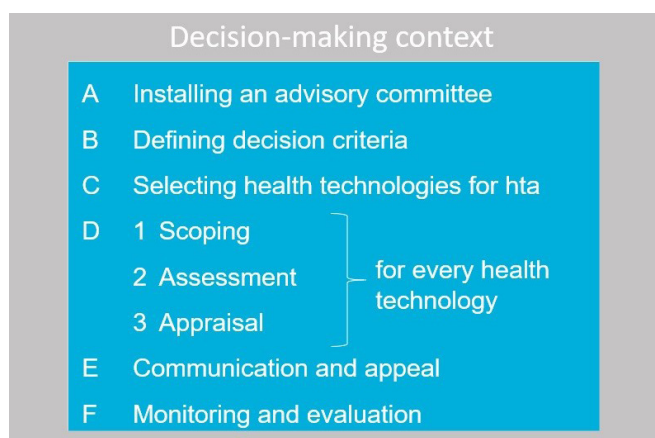 Decision-making context
A Installing an advisory committee
B Defining decision criteria
C Selecting health technologies for hta
D 1 Scoping
2 Assessment
3 Appraisal
for every health
technology
E Communication and appeal
F Monitoring and evaluation